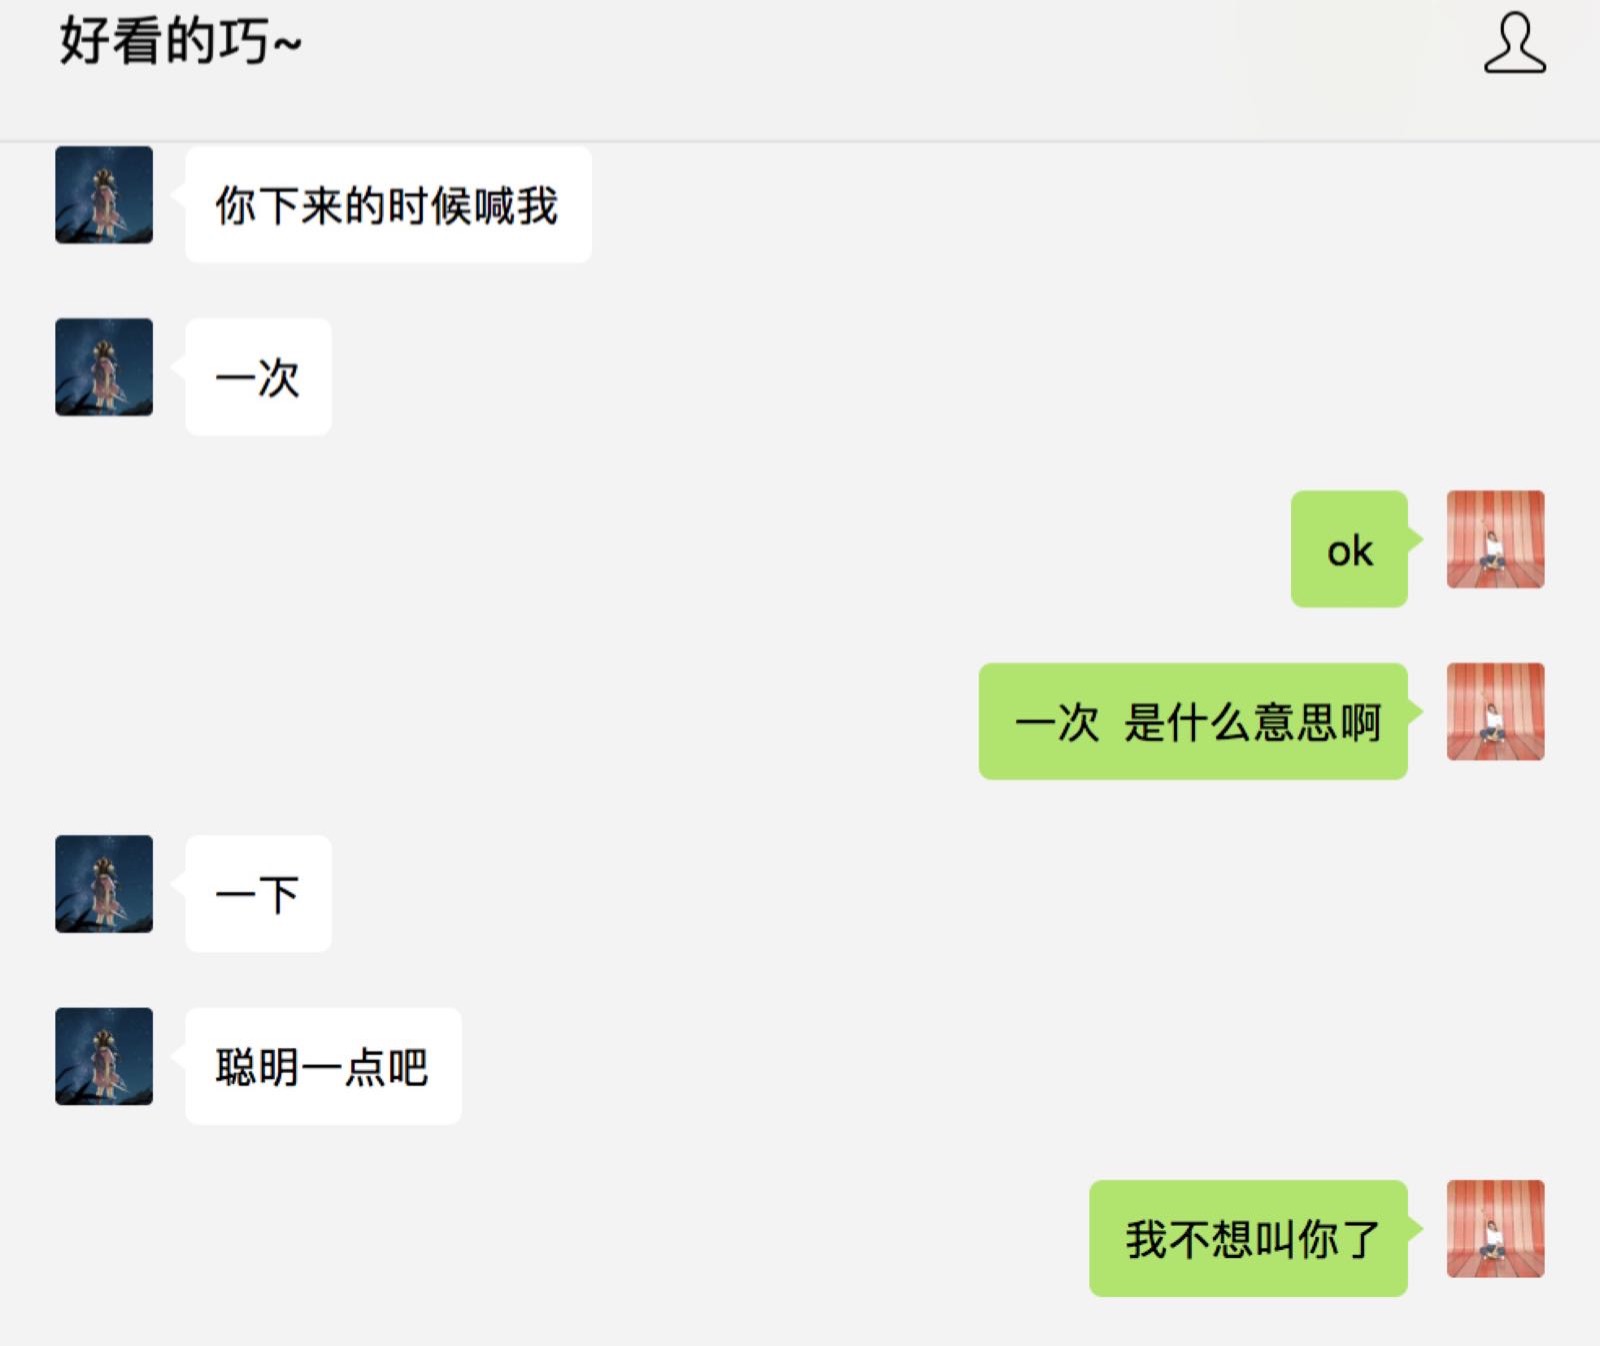 好看的巧~
你下来的时候喊我
一次
ok
一次 是什么意思啊
一下
聪明一点吧
我不想叫你了